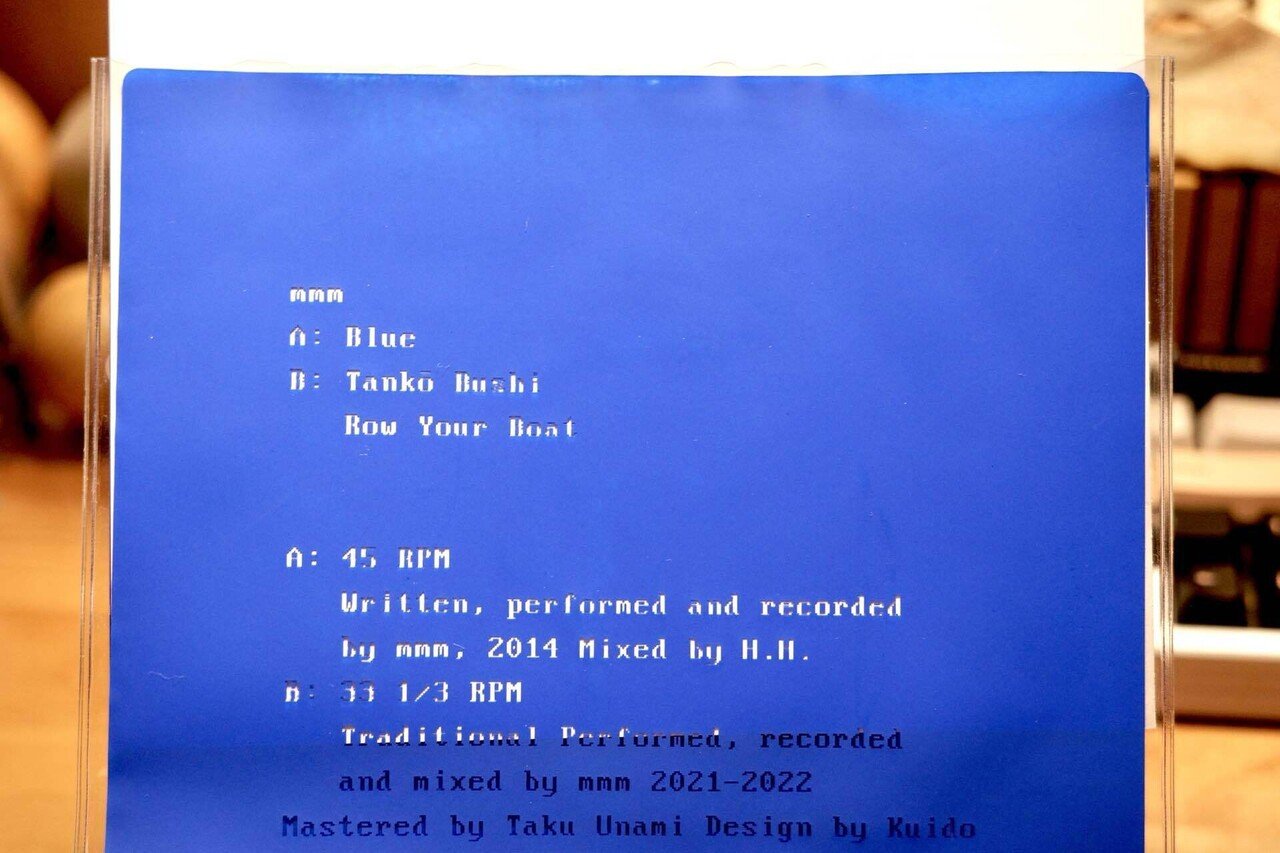 mmm
A: Blue
B: Tankō Bushi
Row Your Boat
A: 45 RPM
Written, performed and recorded
by mmm, 2014 Mixed by H.H.
B: 33 1/3 RPM
Traditional Performed, recorded
and mixed by mmm 2021-2022
Mastered by Taku Unami Design by Kuido